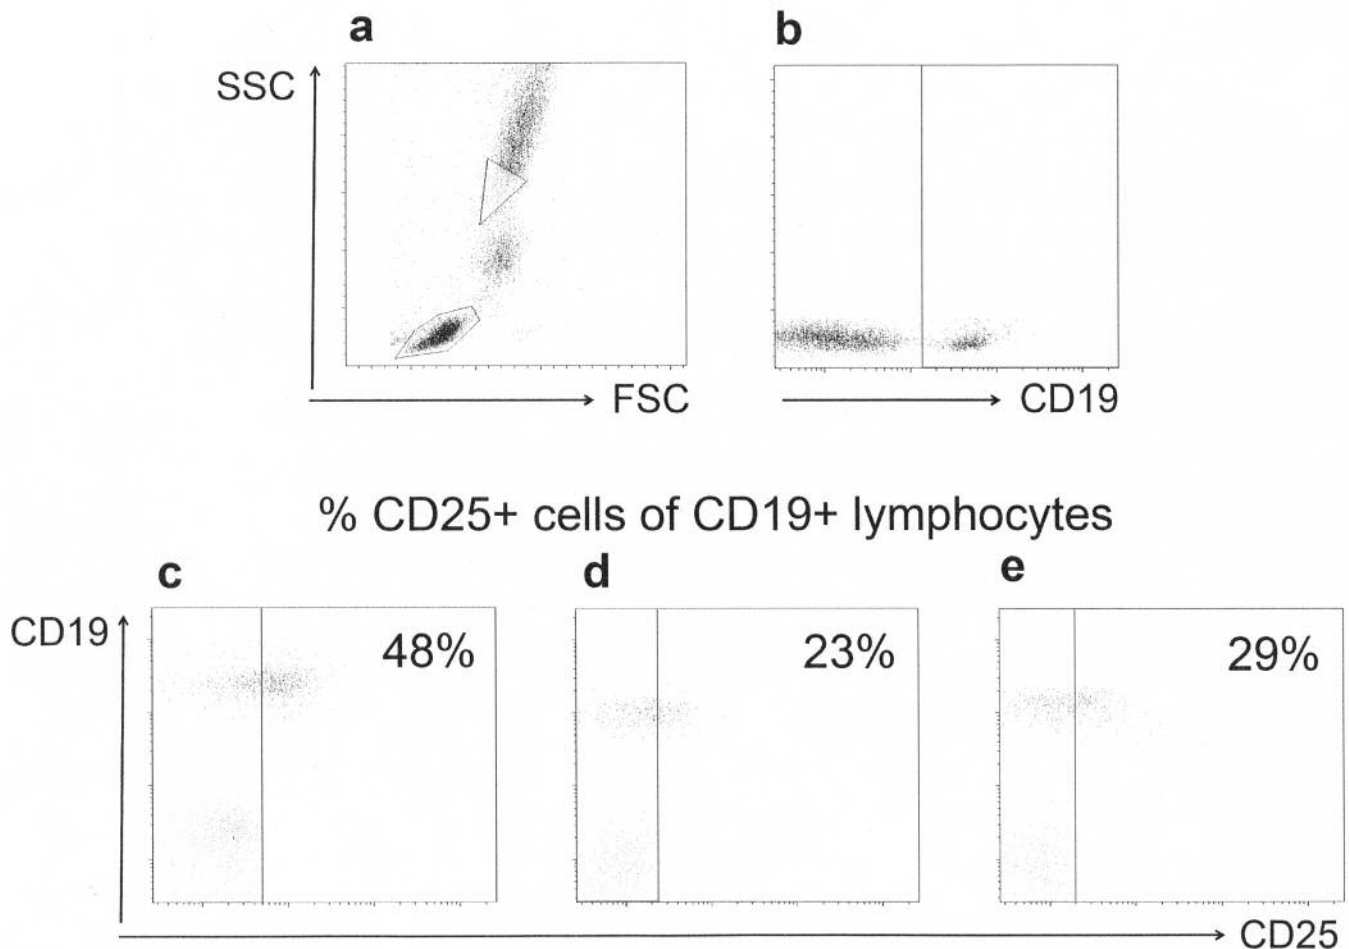 a
b
SSC
FSC
CD19
% CD25+ cells of CD19+ lymphocytes
c
d
e
CD19
48%
23%
29%
CD25